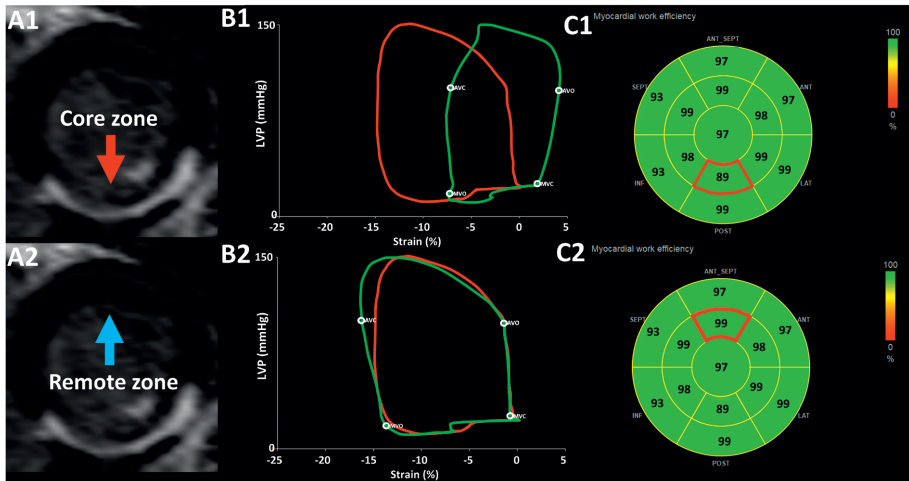 A1
Core zone
B1
150
LVP (mmHg)
AVC
AVO
MVO
MVC
0
-25
-20
-15
-10
-5
0
5
Strain (%)
C1
Myocardial work efficiency
100
0
%
ANT_SEPT
SEPT
ANT
INF
LAT
POST
97
93
97
99
99
98
97
93
98
99
99
89
99
A2
Remote zone
B2
150
LVP (mmHg)
AVC
AVO
MVO
MVC
0
-25
-20
-15
-10
-5
0
5
Strain (%)
C2
Myocardial work efficiency
100
0
%
ANT_SEPT
SEPT
ANT
INF
LAT
POST
97
93
99
99
98
97
97
93
98
99
99
89
99